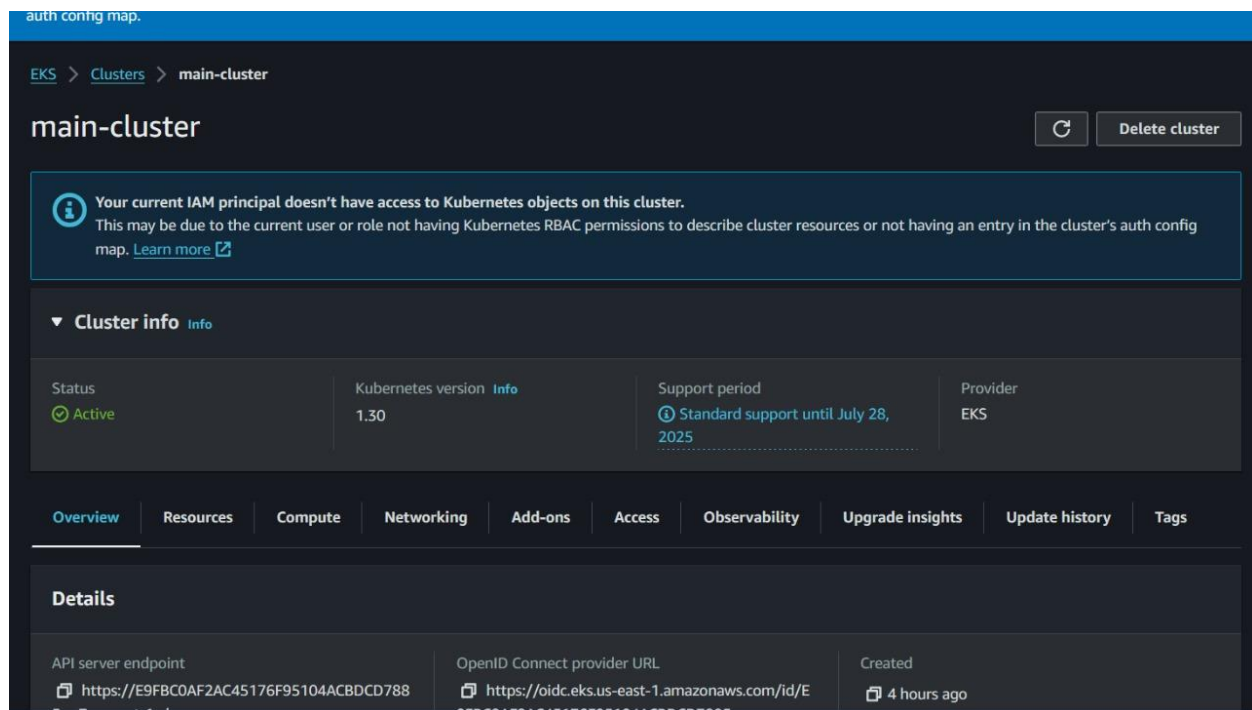 auth config map.
EKS > Clusters > main-cluster
main-cluster
Delete cluster
Your current IAM principal doesn't have access to Kubernetes objects on this cluster.
This may be due to the current user or role not having Kubernetes RBAC permissions to describe cluster resources or not having an entry in the cluster's auth config
map. Learn more
Cluster info Info
Status
Active
Kubernetes version Info
1.30
Support period
Standard support until July 28,
2025
Provider
EKS
Overview Resources Compute Networking Add-ons Access Observability Upgrade insights Update history Tags
Details
API server endpoint
https://E9FBC0AF2AC45176F95104ACBDCD788
OpenID Connect provider URL
https://oidc.eks.us-east-1.amazonaws.com/id/E
Created
4 hours ago